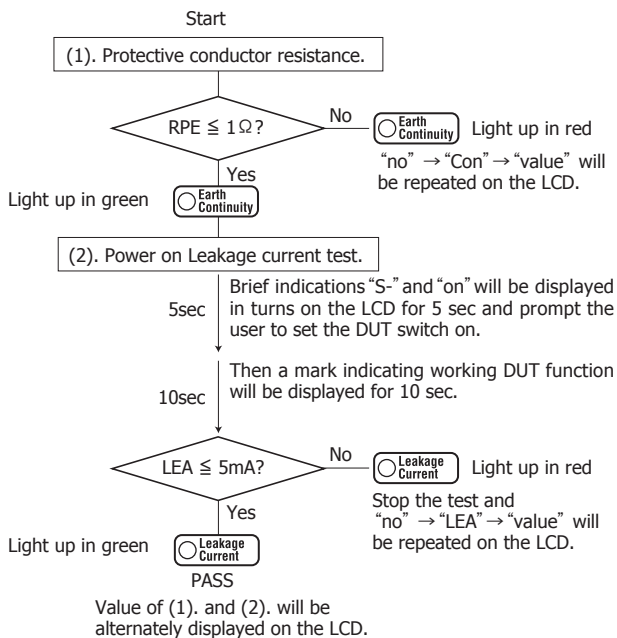 Start
(1). Protective conductor resistance.
RPE ≦ 1Ω?
No
Earth
Continuity
Light up in red
“no” →“Con”→“value” will
be repeated on the LCD.
Yes
Light up in green
Earth
Continuity
(2). Power on Leakage current test.
5sec
Brief indications “S-” and “on” will be displayed
in turns on the LCD for 5 sec and prompt the
user to set the DUT switch on.
10sec
Then a mark indicating working DUT function
will be displayed for 10 sec.
LEA ≦ 5mA?
No
Leakage
Current
Light up in red
Stop the test and
“no” →“LEA”→“value” will
be repeated on the LCD.
Yes
Light up in green
Leakage
Current
PASS
Value of (1). and (2). will be
alternately displayed on the LCD.